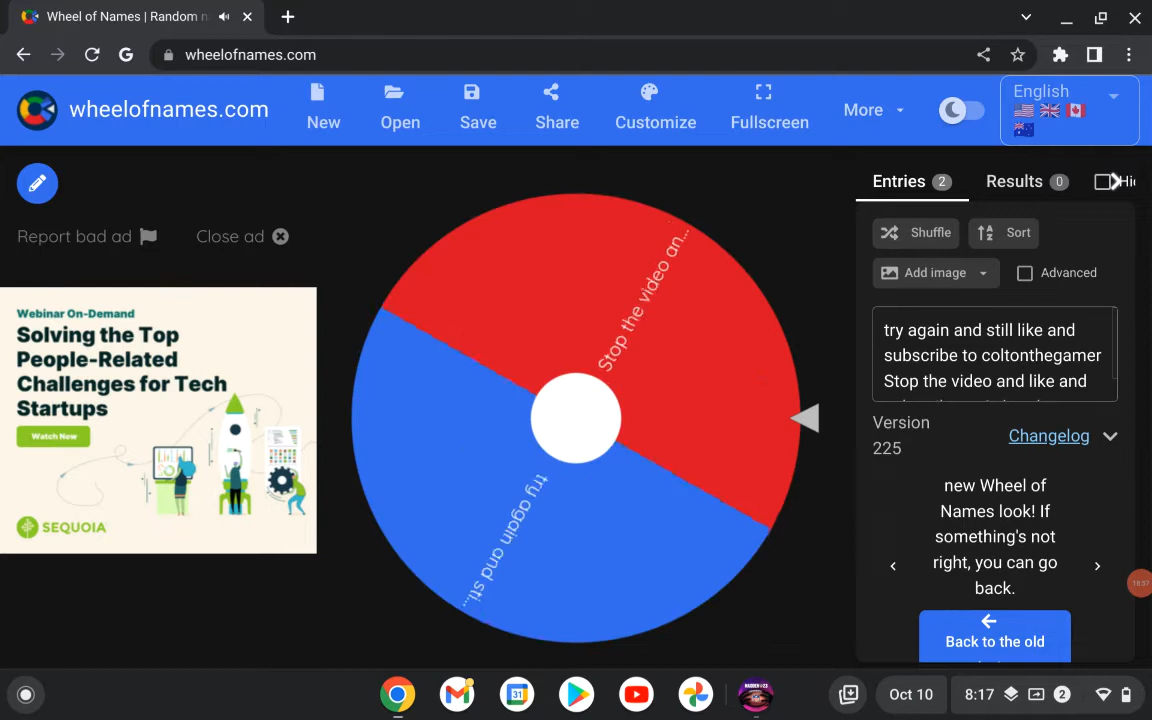 Wheel of Names | Random n
wheelofnames.com
wheelofnames.com
New
Open
Save
Share
Customize
Fullscreen
More
English
Entries 2
Results 0
Hi
Report bad ad
Close ad
Shuffle
Sort
Add image
Advanced
Webinar On-Demand
Solving the Top
People-Related
Challenges for Tech
Startups
Watch Now
SEQUOIA
Stop the video an...
try again and sti...
try again and still like and
subscribe to coltonthegamer
Stop the video and like and
Version
225
Changelog
new Wheel of
Names look! If
something's not
right, you can go
back.
Back to the old
18:57
31
Oct 10
8:17
2